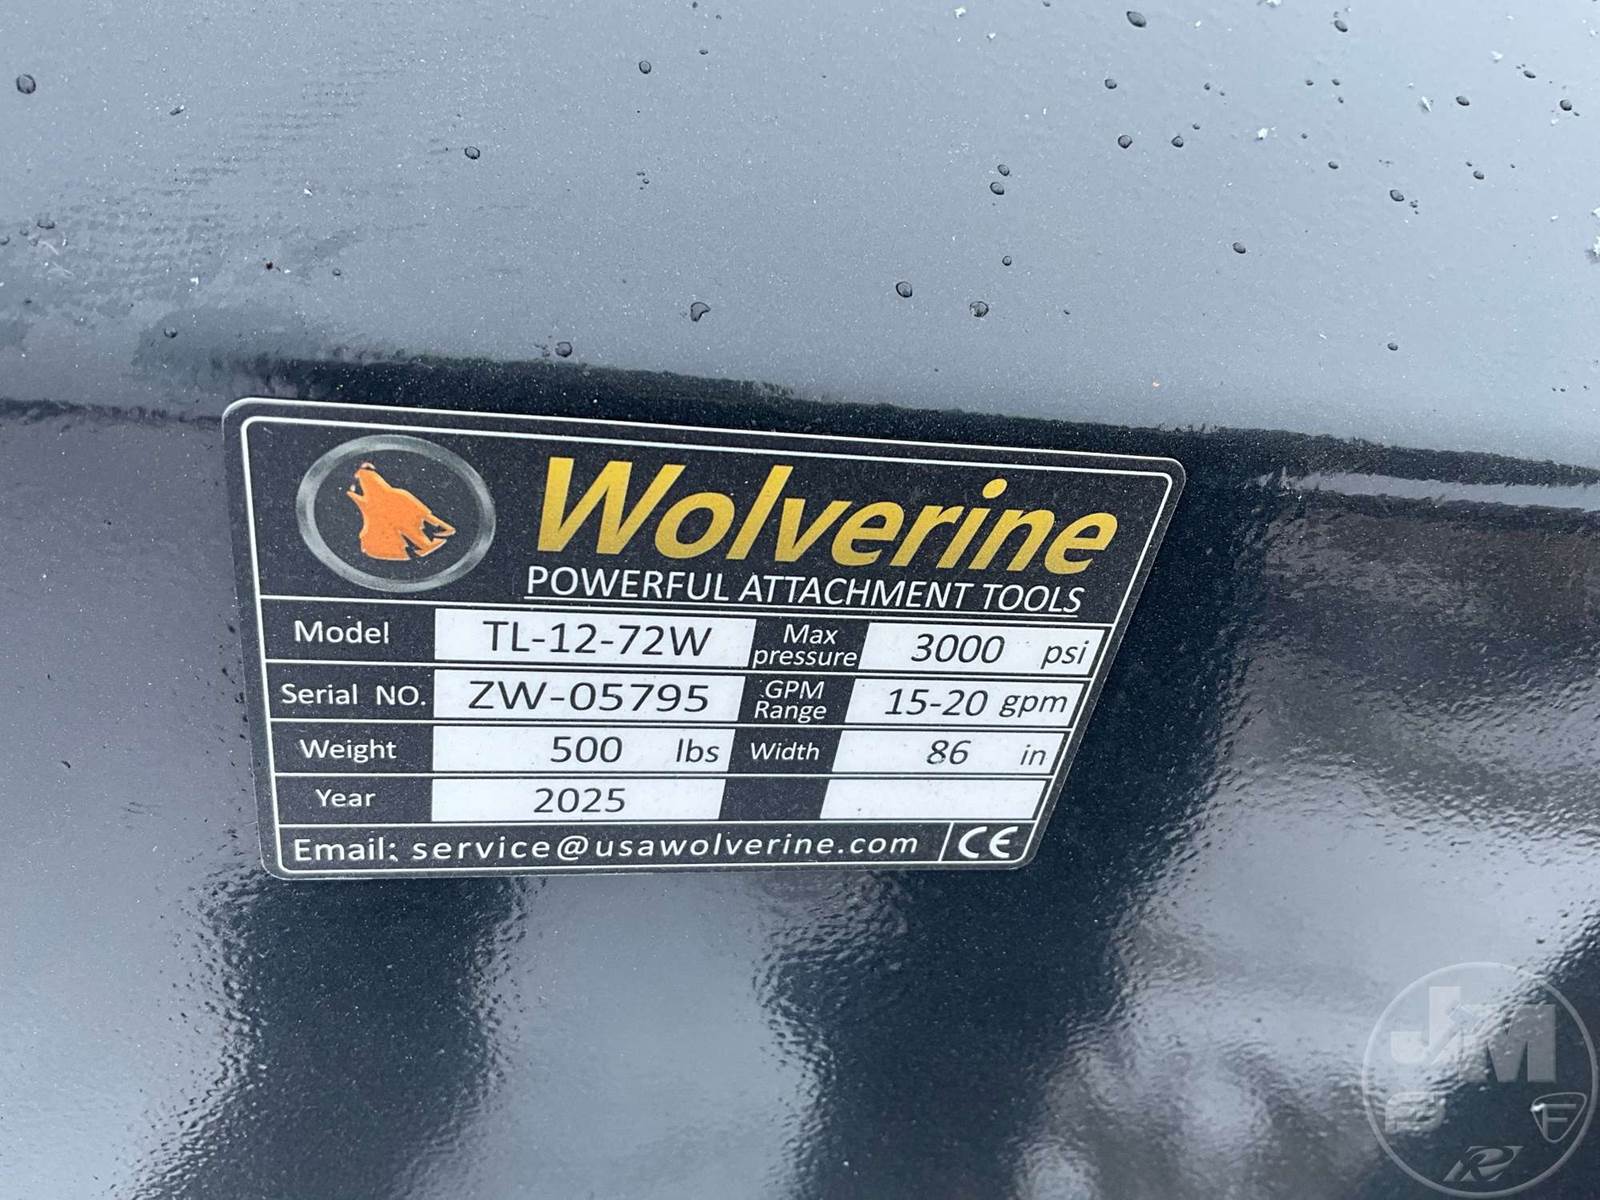 Wolverine
POWERFUL ATTACHMENT TOOLS
Model TL-12-72W Max pressure 3000 psi
Serial NO. ZW-05795 GPM Range 15-20 gpm
Weight 500 lbs Width 86 in
Year 2025
Email: service@usawolverine.com CE
JM
F
R